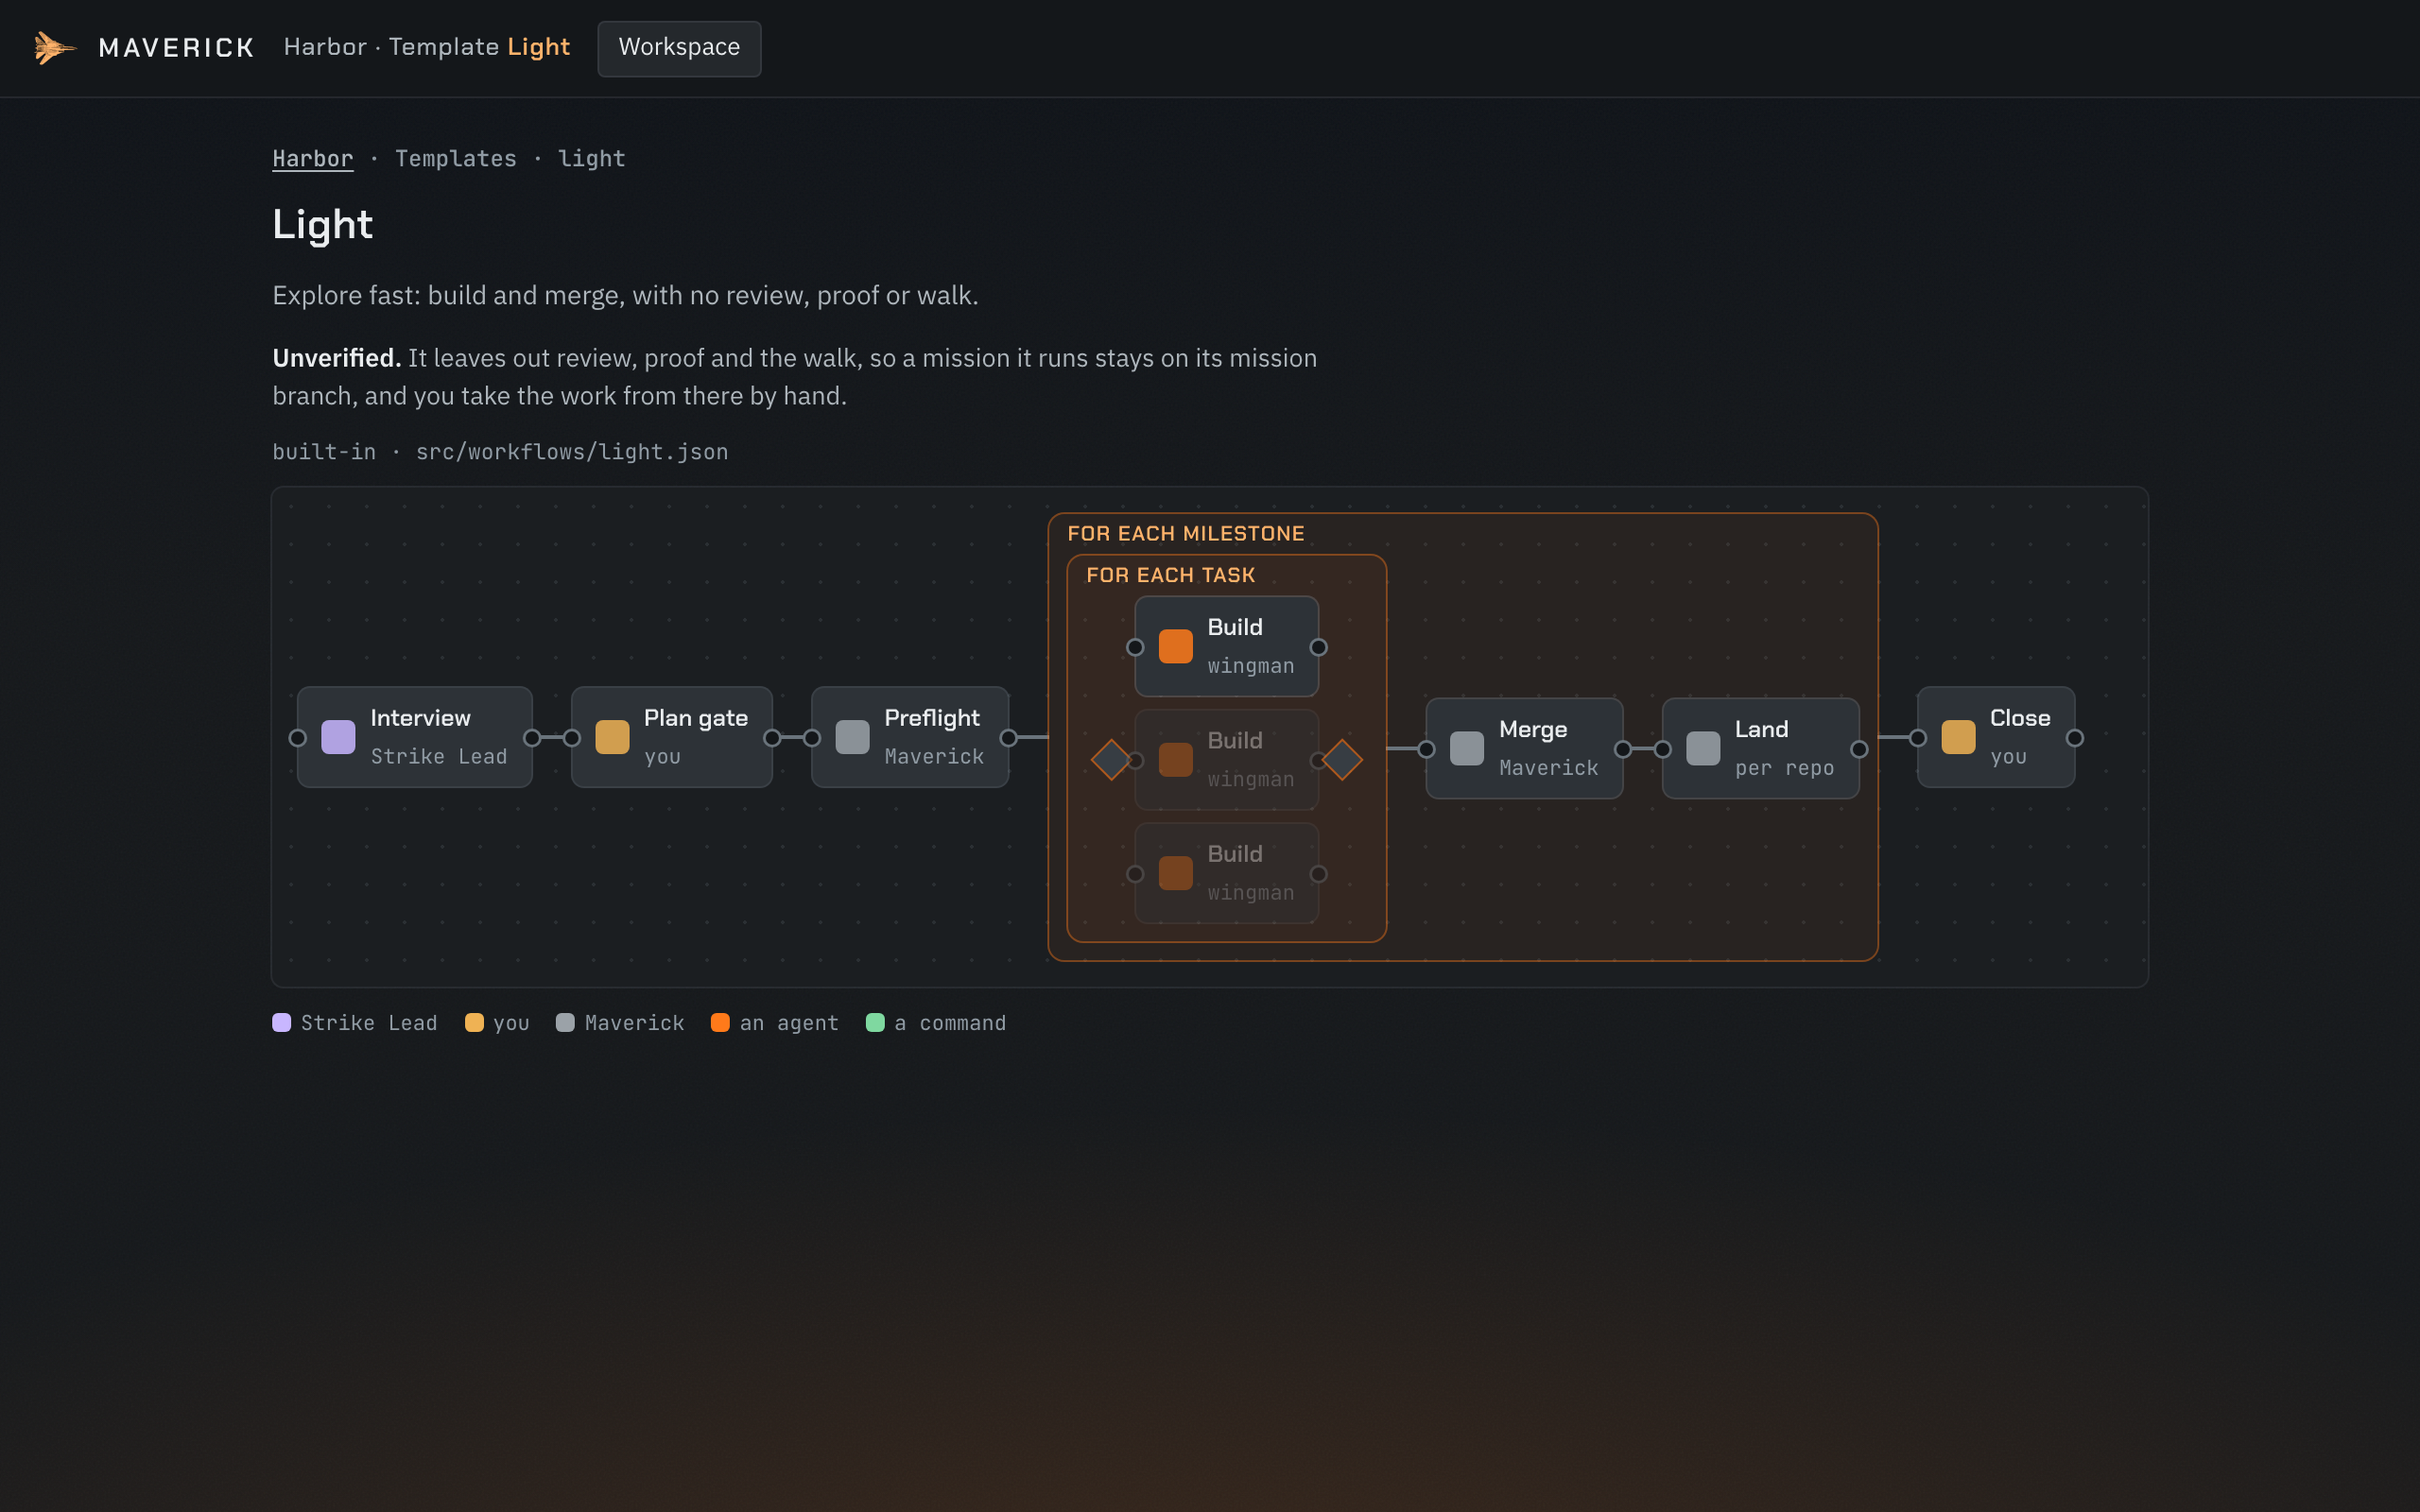 MAVERICK Harbor · Template Light Workspace
Harbor · Templates · light
Light
Explore fast: build and merge, with no review, proof or walk.
Unverified. It leaves out review, proof and the walk, so a mission it runs stays on its mission
branch, and you take the work from there by hand.
built-in · src/workflows/light.json
Interview
Strike Lead
Plan gate
you
Preflight
Maverick
FOR EACH MILESTONE
FOR EACH TASK
Build
wingman
Build
wingman
Build
wingman
Merge
Maverick
Land
per repo
Close
you
Strike Lead you Maverick an agent a command